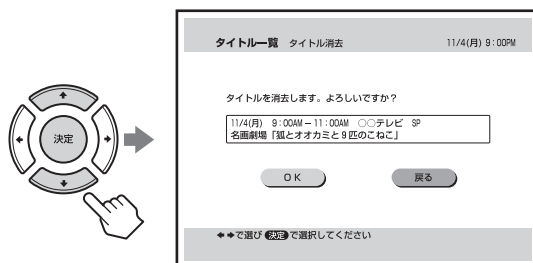 タイトル一覧 タイトル消去 11/4(月) 9:00PM
タイトルを消去します。よろしいですか？
11/4(月) 9:00AM－11:00AM ○○テレビ SP
名画劇場「狐とオオカミと9匹のこねこ」
決定
OK 戻る
で選び 決定 で選択してください